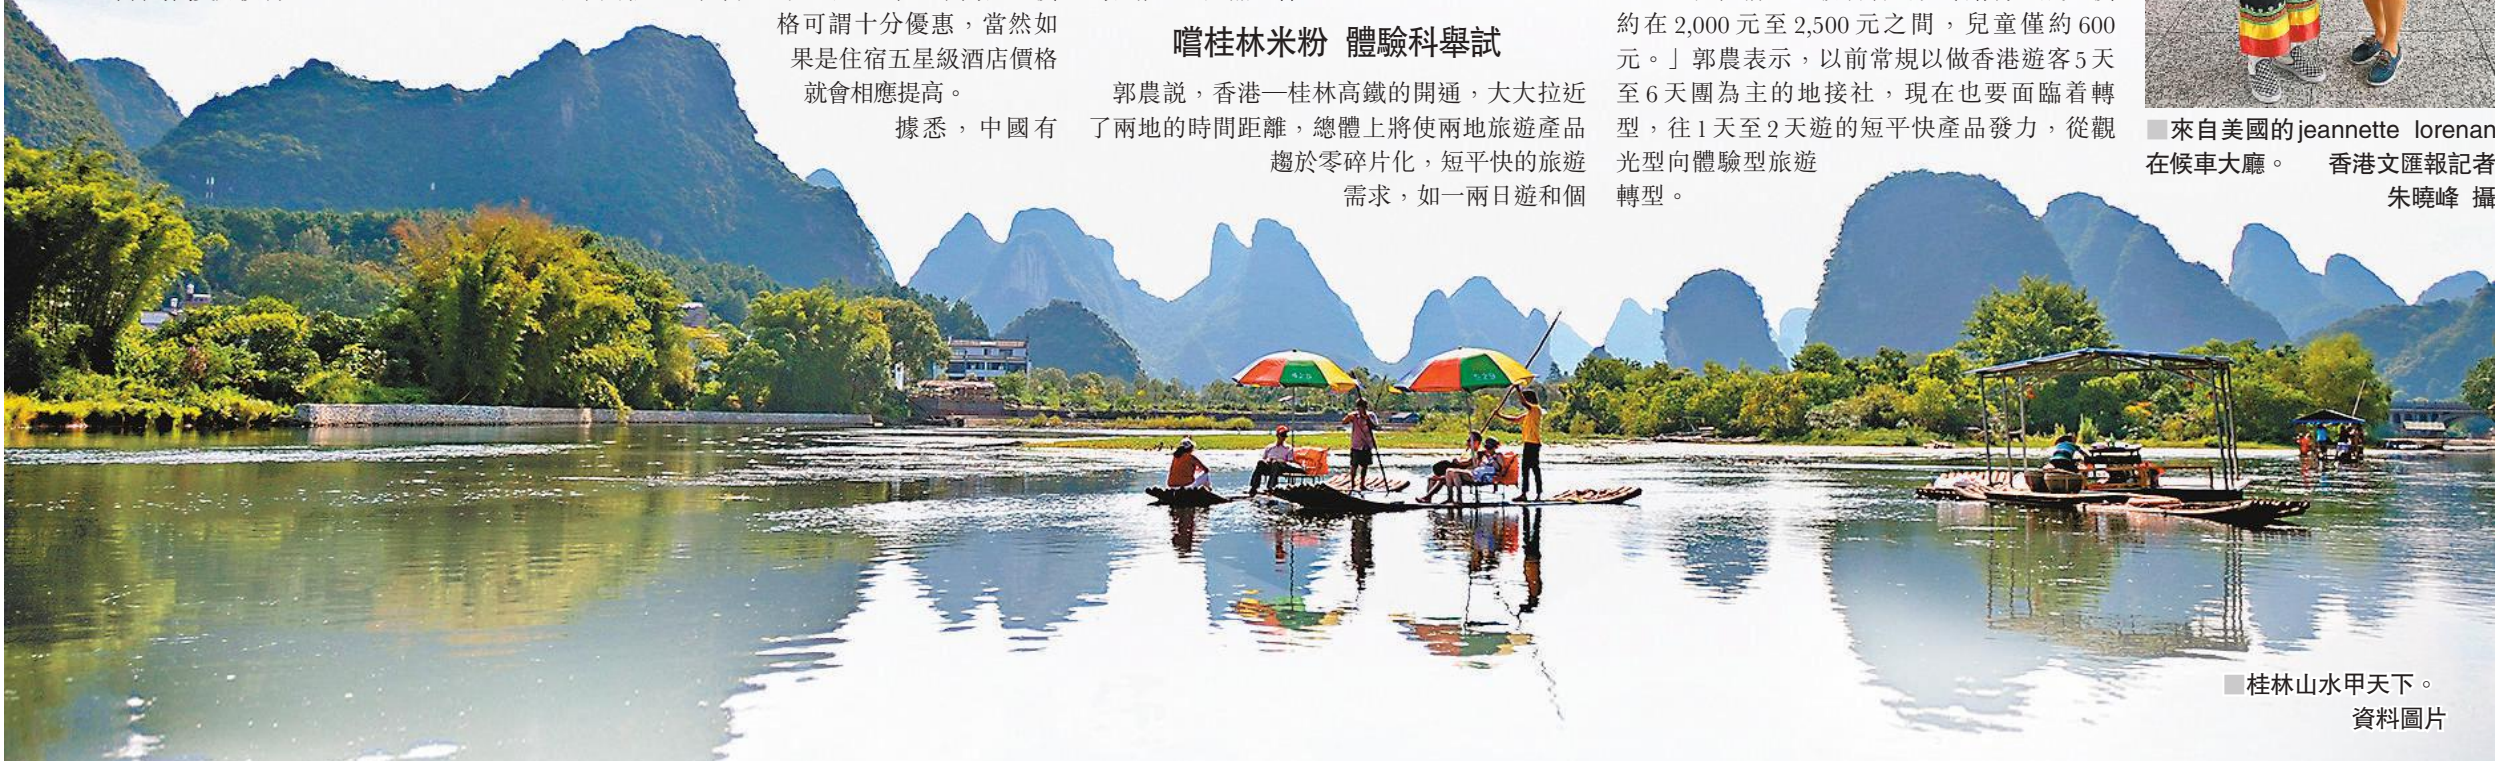 格可謂十分優惠，當然如
果是住宿五星級酒店價格
就會相應提高。
據悉，中國有
嚐桂林米粉 體驗科舉試
郭農説，香港—桂林高鐵的開通，大大拉近
了兩地的時間距離，總體上將使兩地旅遊產品
趨於零碎片化，短平快的旅遊
需求，如一兩日遊和個
約在2,000元至2,500元之間，兒童僅約600
元。」郭農表示，以前常規以做香港遊客5天
至6天團為主的地接社，現在也要面臨着轉
型，往1天至2天遊的短平快產品發力，從觀
光型向體驗型旅遊
轉型。
■來自美國的jeannette lorenan
在候車大廳。 香港文匯報記者
朱曉峰 攝
429
529
■桂林山水甲天下。
資料圖片